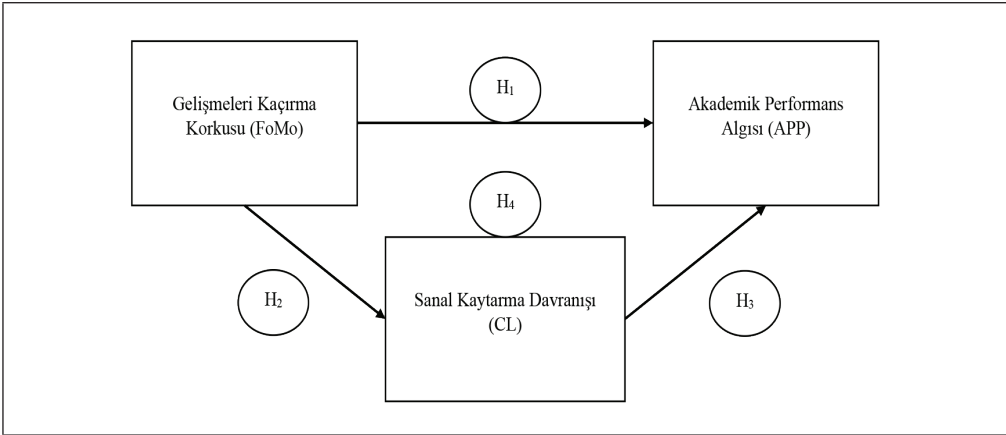 Gelişmeleri Kaçırma
Korkusu (FoMo)
H₁
Akademik Performans
Algısı (APP)
H₄
H₂
Sanal Kaytarma Davranışı
(CL)
H₃